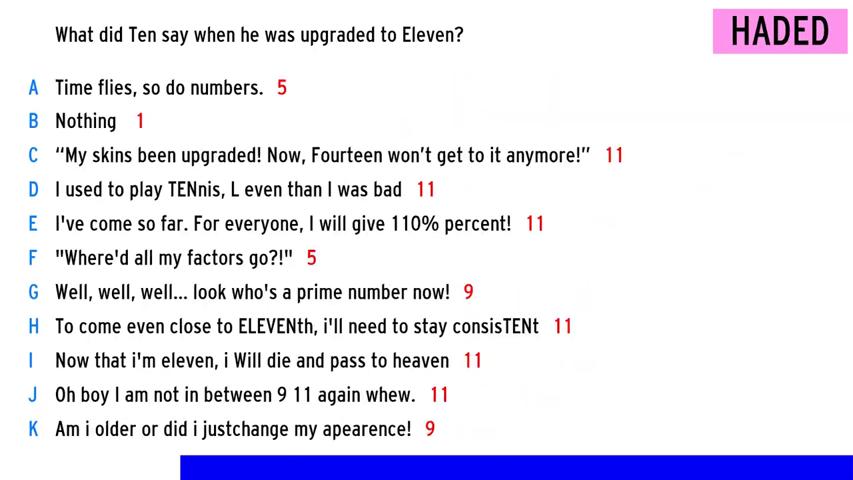 What did Ten say when he was upgraded to Eleven?
HADED
A Time flies, so do numbers. 5
B Nothing 1
C “My skins been upgraded! Now, Fourteen won’t get to it anymore!” 11
D I used to play TENnis, L even than I was bad 11
E I've come so far. For everyone, I will give 110% percent! 11
F "Where'd all my factors go?!" 5
G Well, well, well... look who's a prime number now! 9
H To come even close to ELEVENth, i'll need to stay consisTENt 11
I Now that i'm eleven, i Will die and pass to heaven 11
J Oh boy I am not in between 9 11 again whew. 11
K Am i older or did i justchange my apearence! 9